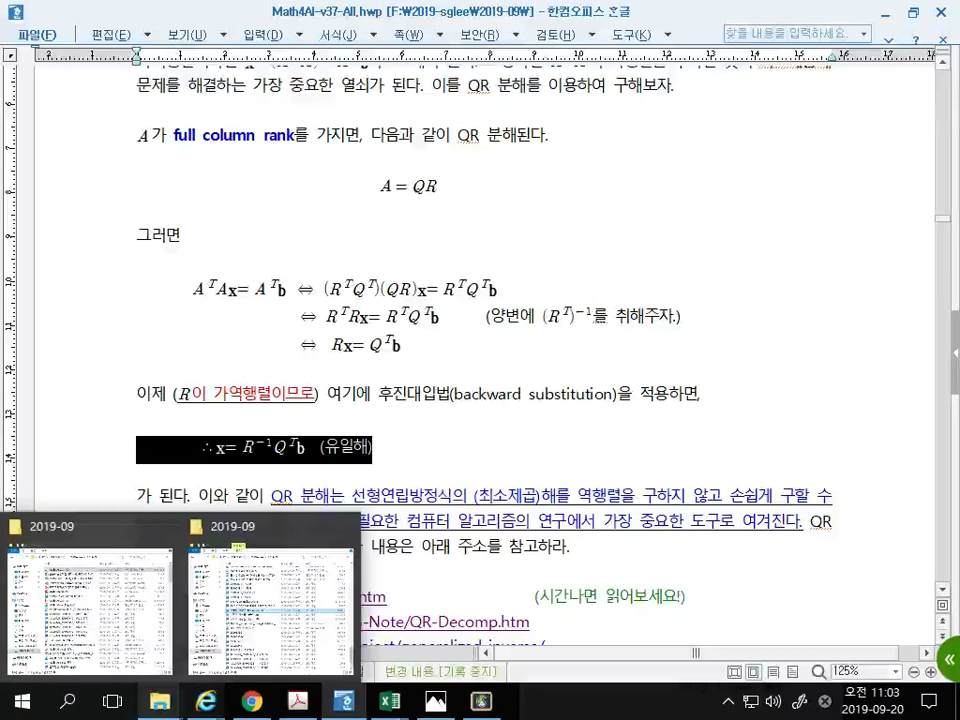 Math4AI-v37-All.hwp [F:₩2019-sglee₩2019-09₩] - 한컴오피스 한글
파일(F) 편집(E) 보기(U) 입력(D) 서식(J) 쪽(W) 보안(R) 검토(H) 도구(K) 찾을 내용을 입력하세요.
문제를 해결하는 가장 중요한 열쇠가 된다. 이를 QR 분해를 이용하여 구해보자.
A가 full column rank를 가지면, 다음과 같이 QR 분해된다.
A = QR
그러면
AᵀAx = Aᵀb ⇔ (RᵀQᵀ)(QR)x = RᵀQᵀb
⇔ RᵀRx = RᵀQᵀb (양변에 (Rᵀ)⁻¹를 취해주자.)
⇔ Rx = Qᵀb
이제 (R이 가역행렬이므로) 여기에 후진대입법(backward substitution)을 적용하면,
∴ x = R⁻¹Qᵀb (유일해)
가 된다. 이와 같이 QR 분해는 선형연립방정식의 (최소제곱)해를 역행렬을 구하지 않고 손쉽게 구할 수
필요한 컴퓨터 알고리즘의 연구에서 가장 중요한 도구로 여겨진다. QR
내용은 아래 주소를 참고하라.
2019-09 2019-09
htm (시간나면 읽어보세요!)
-Note/QR-Decomp.htm
변경 내용 [기록 중지] 125%
오전 11:03
2019-09-20